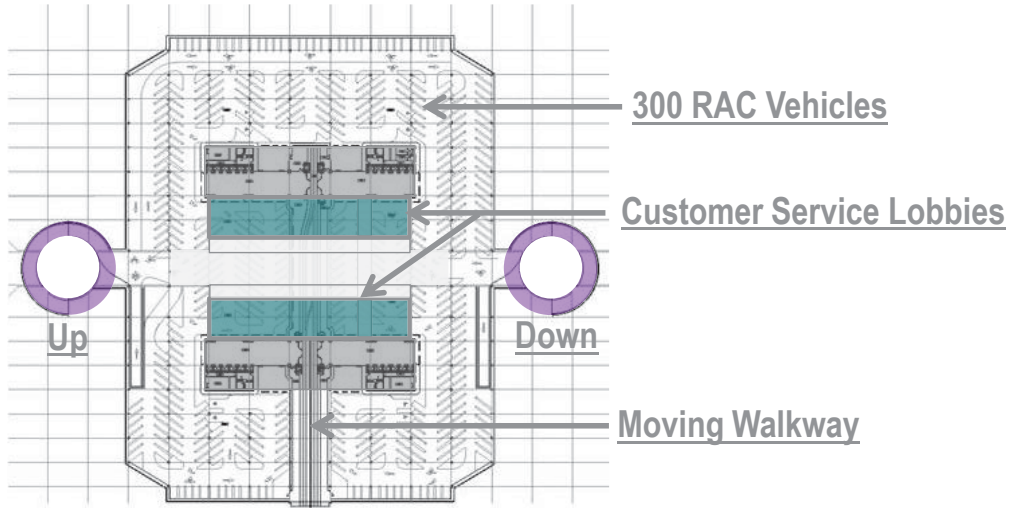 300 RAC Vehicles
Customer Service Lobbies
Up
Down
Moving Walkway